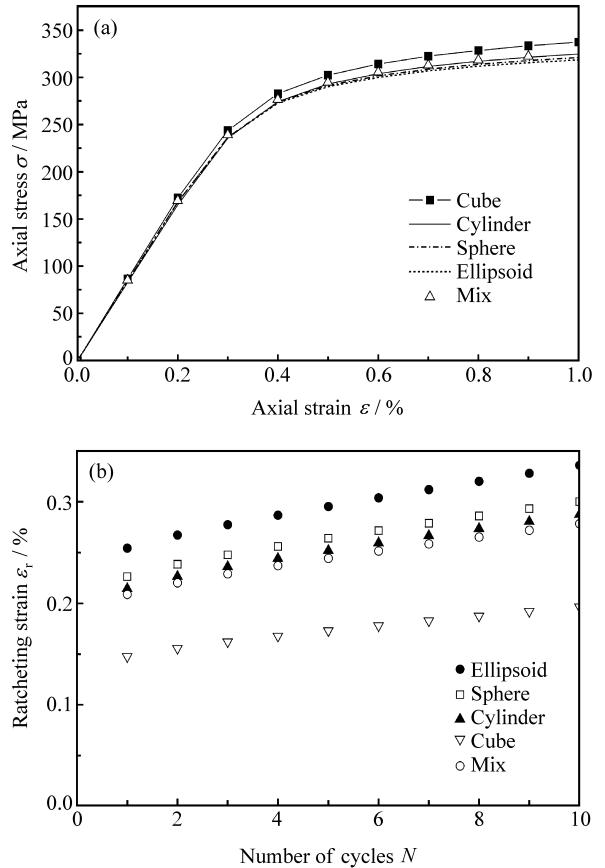 (a)
350
300
250
200
150
100
50
0
Axial stress σ / MPa
Cube
Cylinder
Sphere
Ellipsoid
Mix
0.0 0.2 0.4 0.6 0.8 1.0
Axial strain ε / %
(b)
0.3
0.2
0.1
0.0
Ratcheting strain εr / %
Ellipsoid
Sphere
Cylinder
Cube
Mix
0 2 4 6 8 10
Number of cycles N